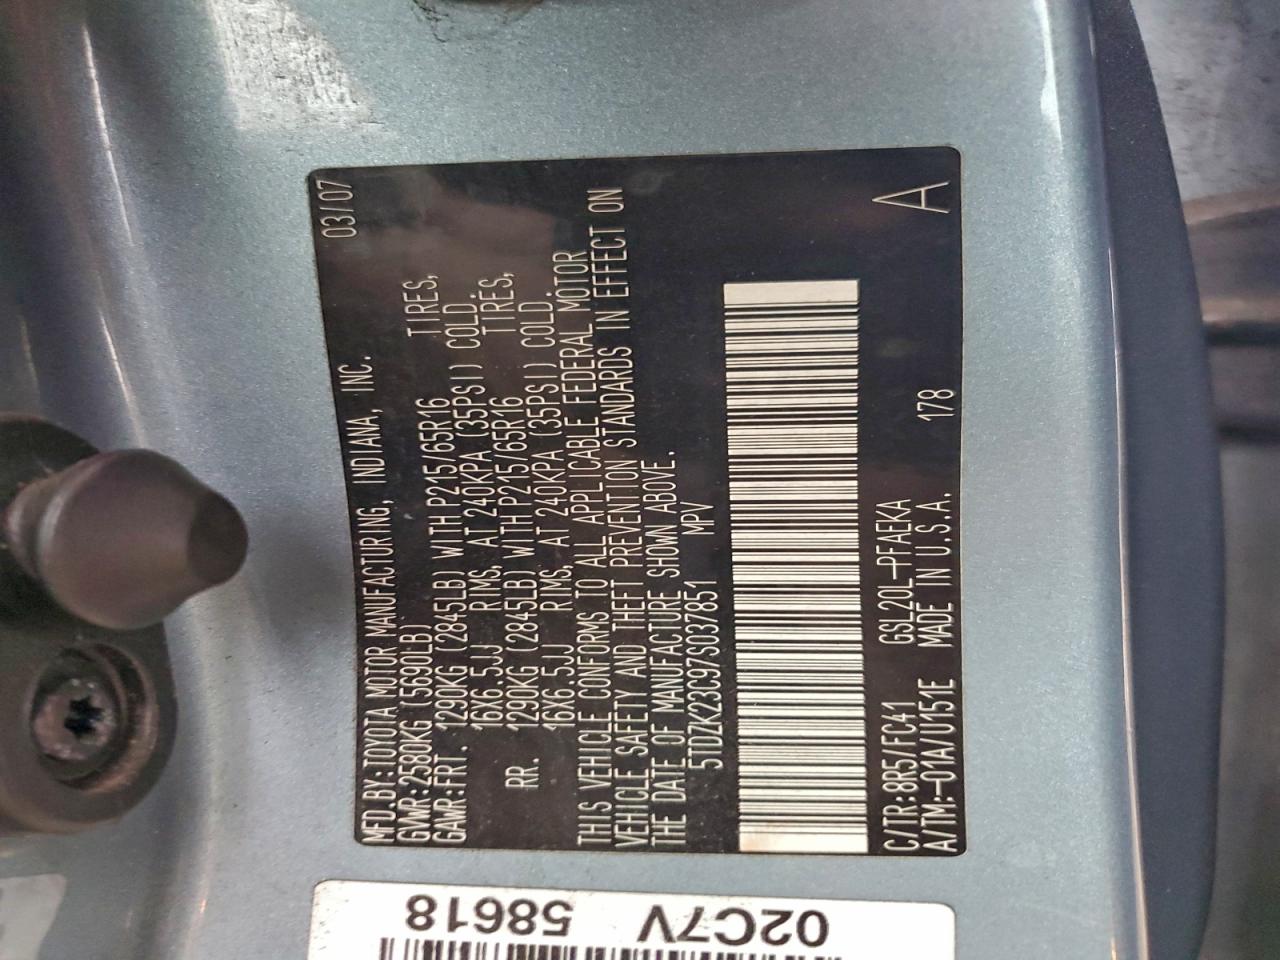 MFD.BY:TOYOTA MOTOR MANUFACTURING, INDIANA, INC. 03/07
GVWR:2580KG (5690LB)
GAWR:FRT. 1290KG (2845LB) WITH P215/65R16 TIRES,
16X6.5JJ RIMS, AT 240KPA (35PSI) COLD.
RR. 1290KG (2845LB) WITH P215/65R16 TIRES,
16X6.5JJ RIMS, AT 240KPA (35PSI) COLD.
THIS VEHICLE CONFORMS TO ALL APPLICABLE FEDERAL MOTOR
VEHICLE SAFETY AND THEFT PREVENTION STANDARDS IN EFFECT ON
THE DATE OF MANUFACTURE SHOWN ABOVE.
5TDZK23C97S037851 MPV
C/TR:8R5/FC41 GSL20L-PFAEKA
A/TM:-01A/U151E MADE IN U.S.A. 178 A
02C7V 58618